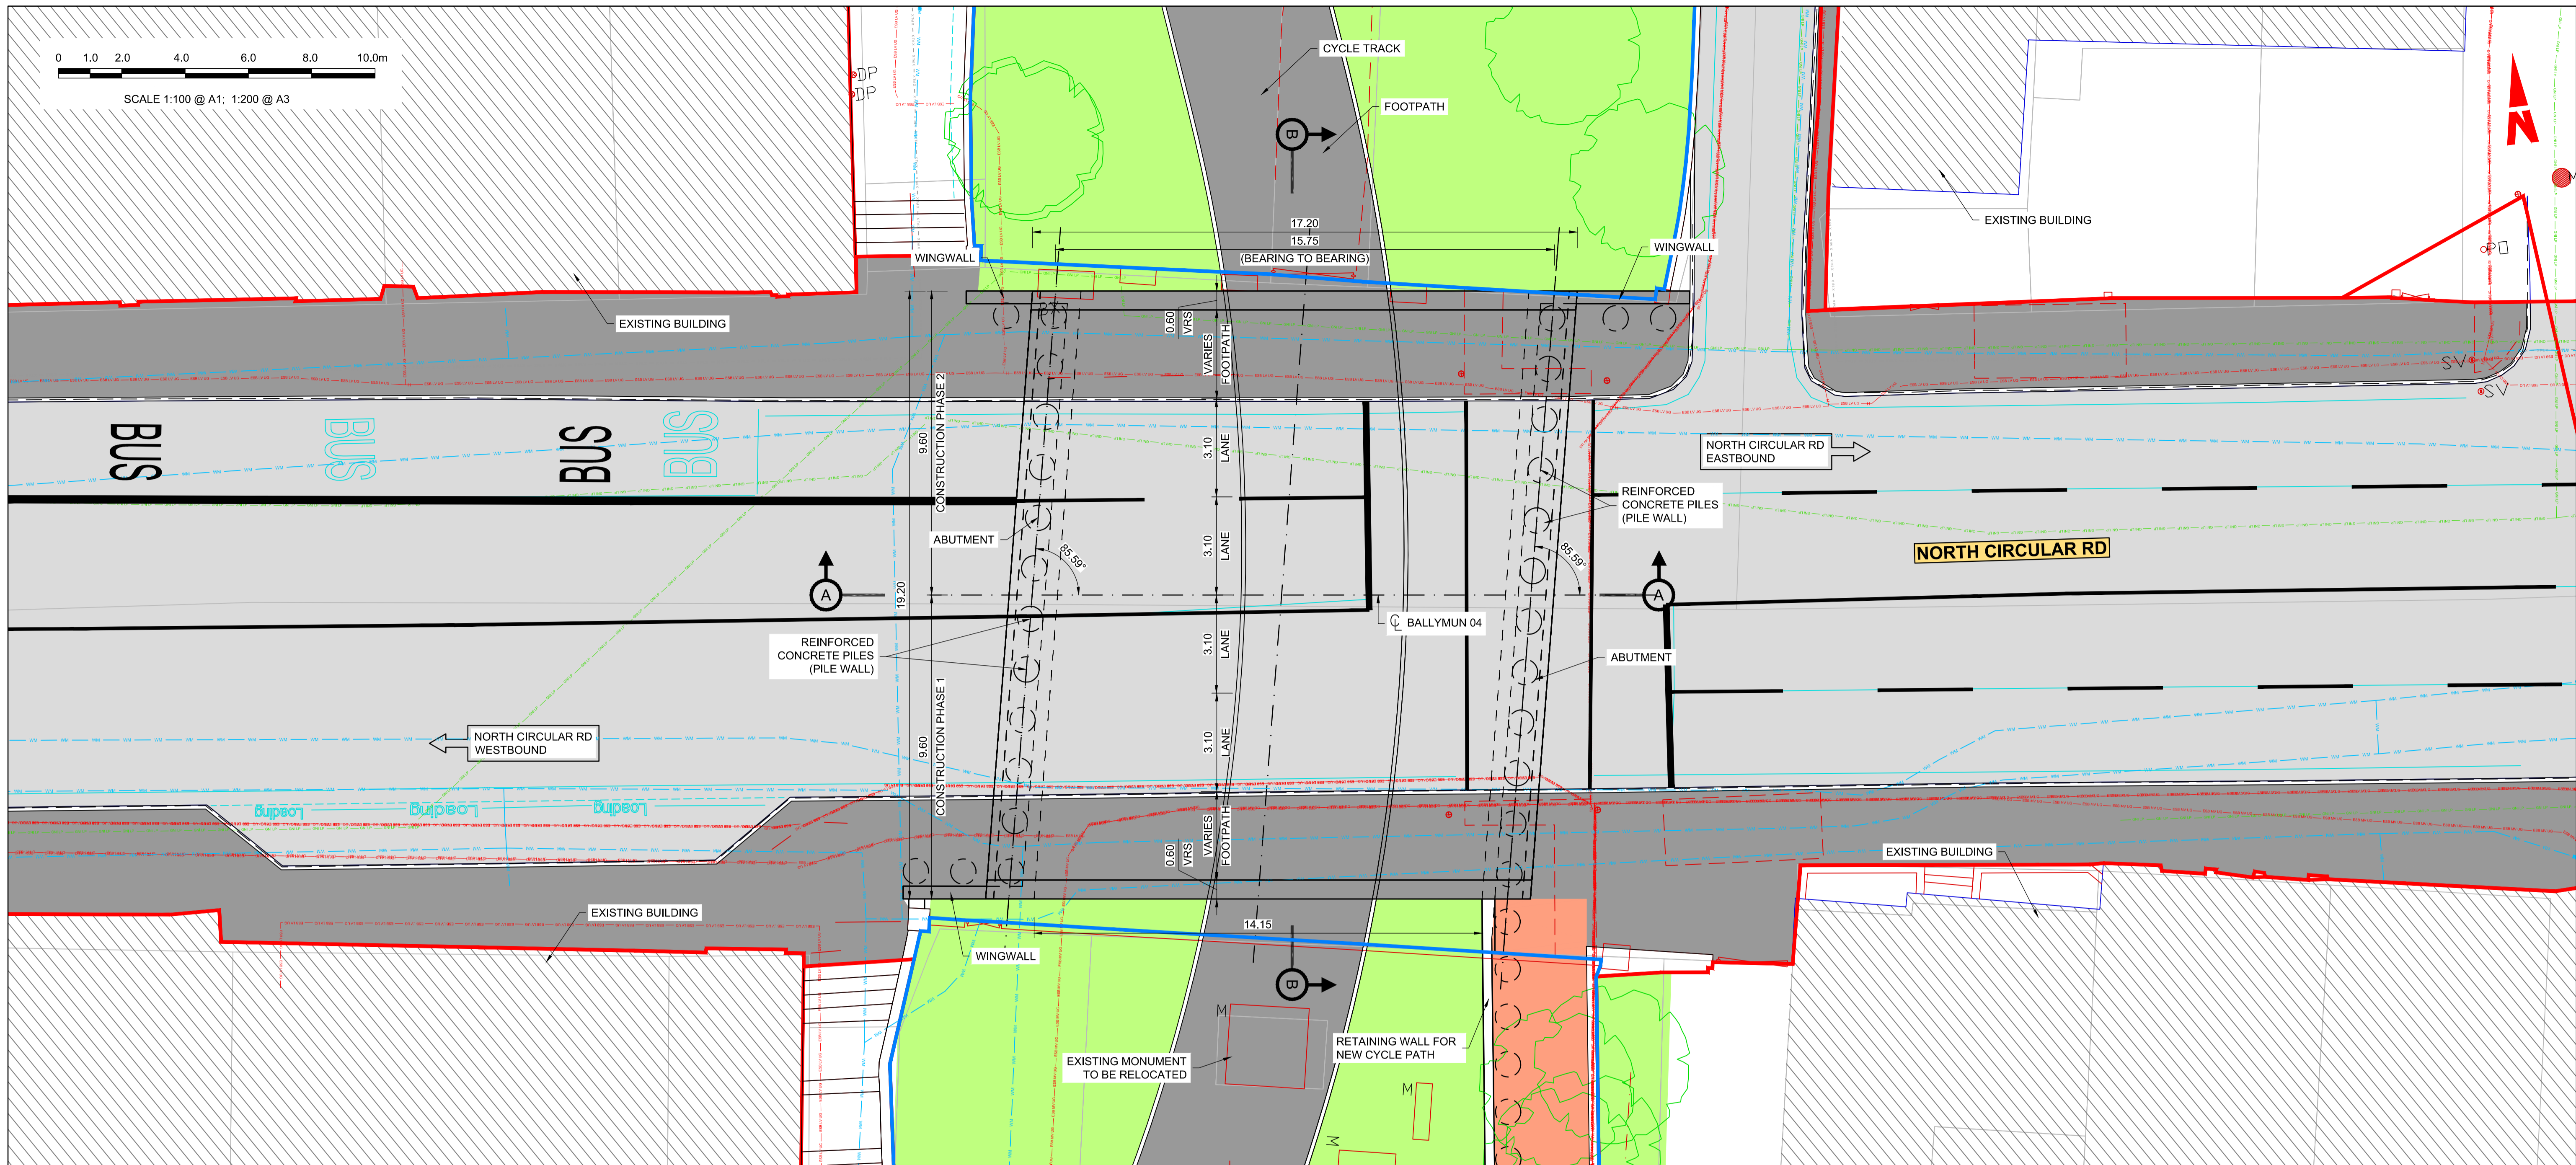 0 1.0 2.0 4.0 6.0 8.0 10.0m
SCALE 1:100 @ A1; 1:200 @ A3
DP
DP
CYCLE TRACK
FOOTPATH
B
17.20
15.75
(BEARING TO BEARING)
WINGWALL
WINGWALL
EXISTING BUILDING
EXISTING BUILDING
N
SV
SV
0.60
VRS
VARIES
FOOTPATH
BUS
BUS
BUS
BUS
9.60
CONSTRUCTION PHASE 2
3.10
LANE
NORTH CIRCULAR RD
EASTBOUND
REINFORCED
CONCRETE PILES
(PILE WALL)
ABUTMENT
85.59°
3.10
LANE
85.59°
NORTH CIRCULAR RD
A
A
19.20
BALLYMUN 04
REINFORCED
CONCRETE PILES
(PILE WALL)
3.10
LANE
ABUTMENT
9.60
CONSTRUCTION PHASE 1
3.10
LANE
NORTH CIRCULAR RD
WESTBOUND
Loading
Loading
Loading
VARIES
FOOTPATH
0.60
VRS
EXISTING BUILDING
EXISTING BUILDING
14.15
WINGWALL
B
M
RETAINING WALL FOR
NEW CYCLE PATH
EXISTING MONUMENT
TO BE RELOCATED
M
M